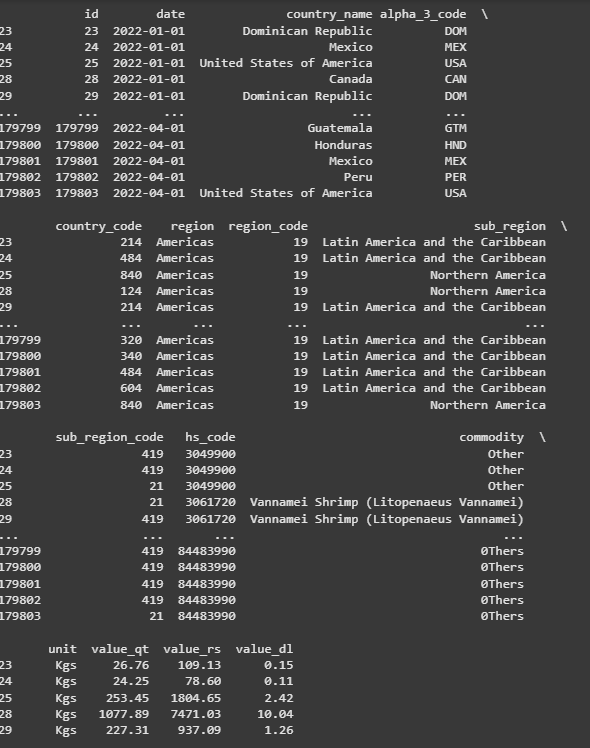 id date country_name alpha_3_code \
23 23 2022-01-01 Dominican Republic DOM
24 24 2022-01-01 Mexico MEX
25 25 2022-01-01 United States of America USA
28 28 2022-01-01 Canada CAN
29 29 2022-01-01 Dominican Republic DOM
... ... ... ... ...
179799 179799 2022-04-01 Guatemala GTM
179800 179800 2022-04-01 Honduras HND
179801 179801 2022-04-01 Mexico MEX
179802 179802 2022-04-01 Peru PER
179803 179803 2022-04-01 United States of America USA
country_code region region_code sub_region \
23 214 Americas 19 Latin America and the Caribbean
24 484 Americas 19 Latin America and the Caribbean
25 840 Americas 19 Northern America
28 124 Americas 19 Northern America
29 214 Americas 19 Latin America and the Caribbean
... ... ... ... ...
179799 320 Americas 19 Latin America and the Caribbean
179800 340 Americas 19 Latin America and the Caribbean
179801 484 Americas 19 Latin America and the Caribbean
179802 604 Americas 19 Latin America and the Caribbean
179803 840 Americas 19 Northern America
sub_region_code hs_code commodity \
23 419 3049900 Other
24 419 3049900 Other
25 21 3049900 Other
28 21 3061720 Vannamei Shrimp (Litopenaeus Vannamei)
29 419 3061720 Vannamei Shrimp (Litopenaeus Vannamei)
... ... ... ...
179799 419 84483990 0Thers
179800 419 84483990 0Thers
179801 419 84483990 0Thers
179802 419 84483990 0Thers
179803 21 84483990 0Thers
unit value_qt value_rs value_dl
23 Kgs 26.76 109.13 0.15
24 Kgs 24.25 78.60 0.11
25 Kgs 253.45 1804.65 2.42
28 Kgs 1077.89 7471.03 10.04
29 Kgs 227.31 937.09 1.26